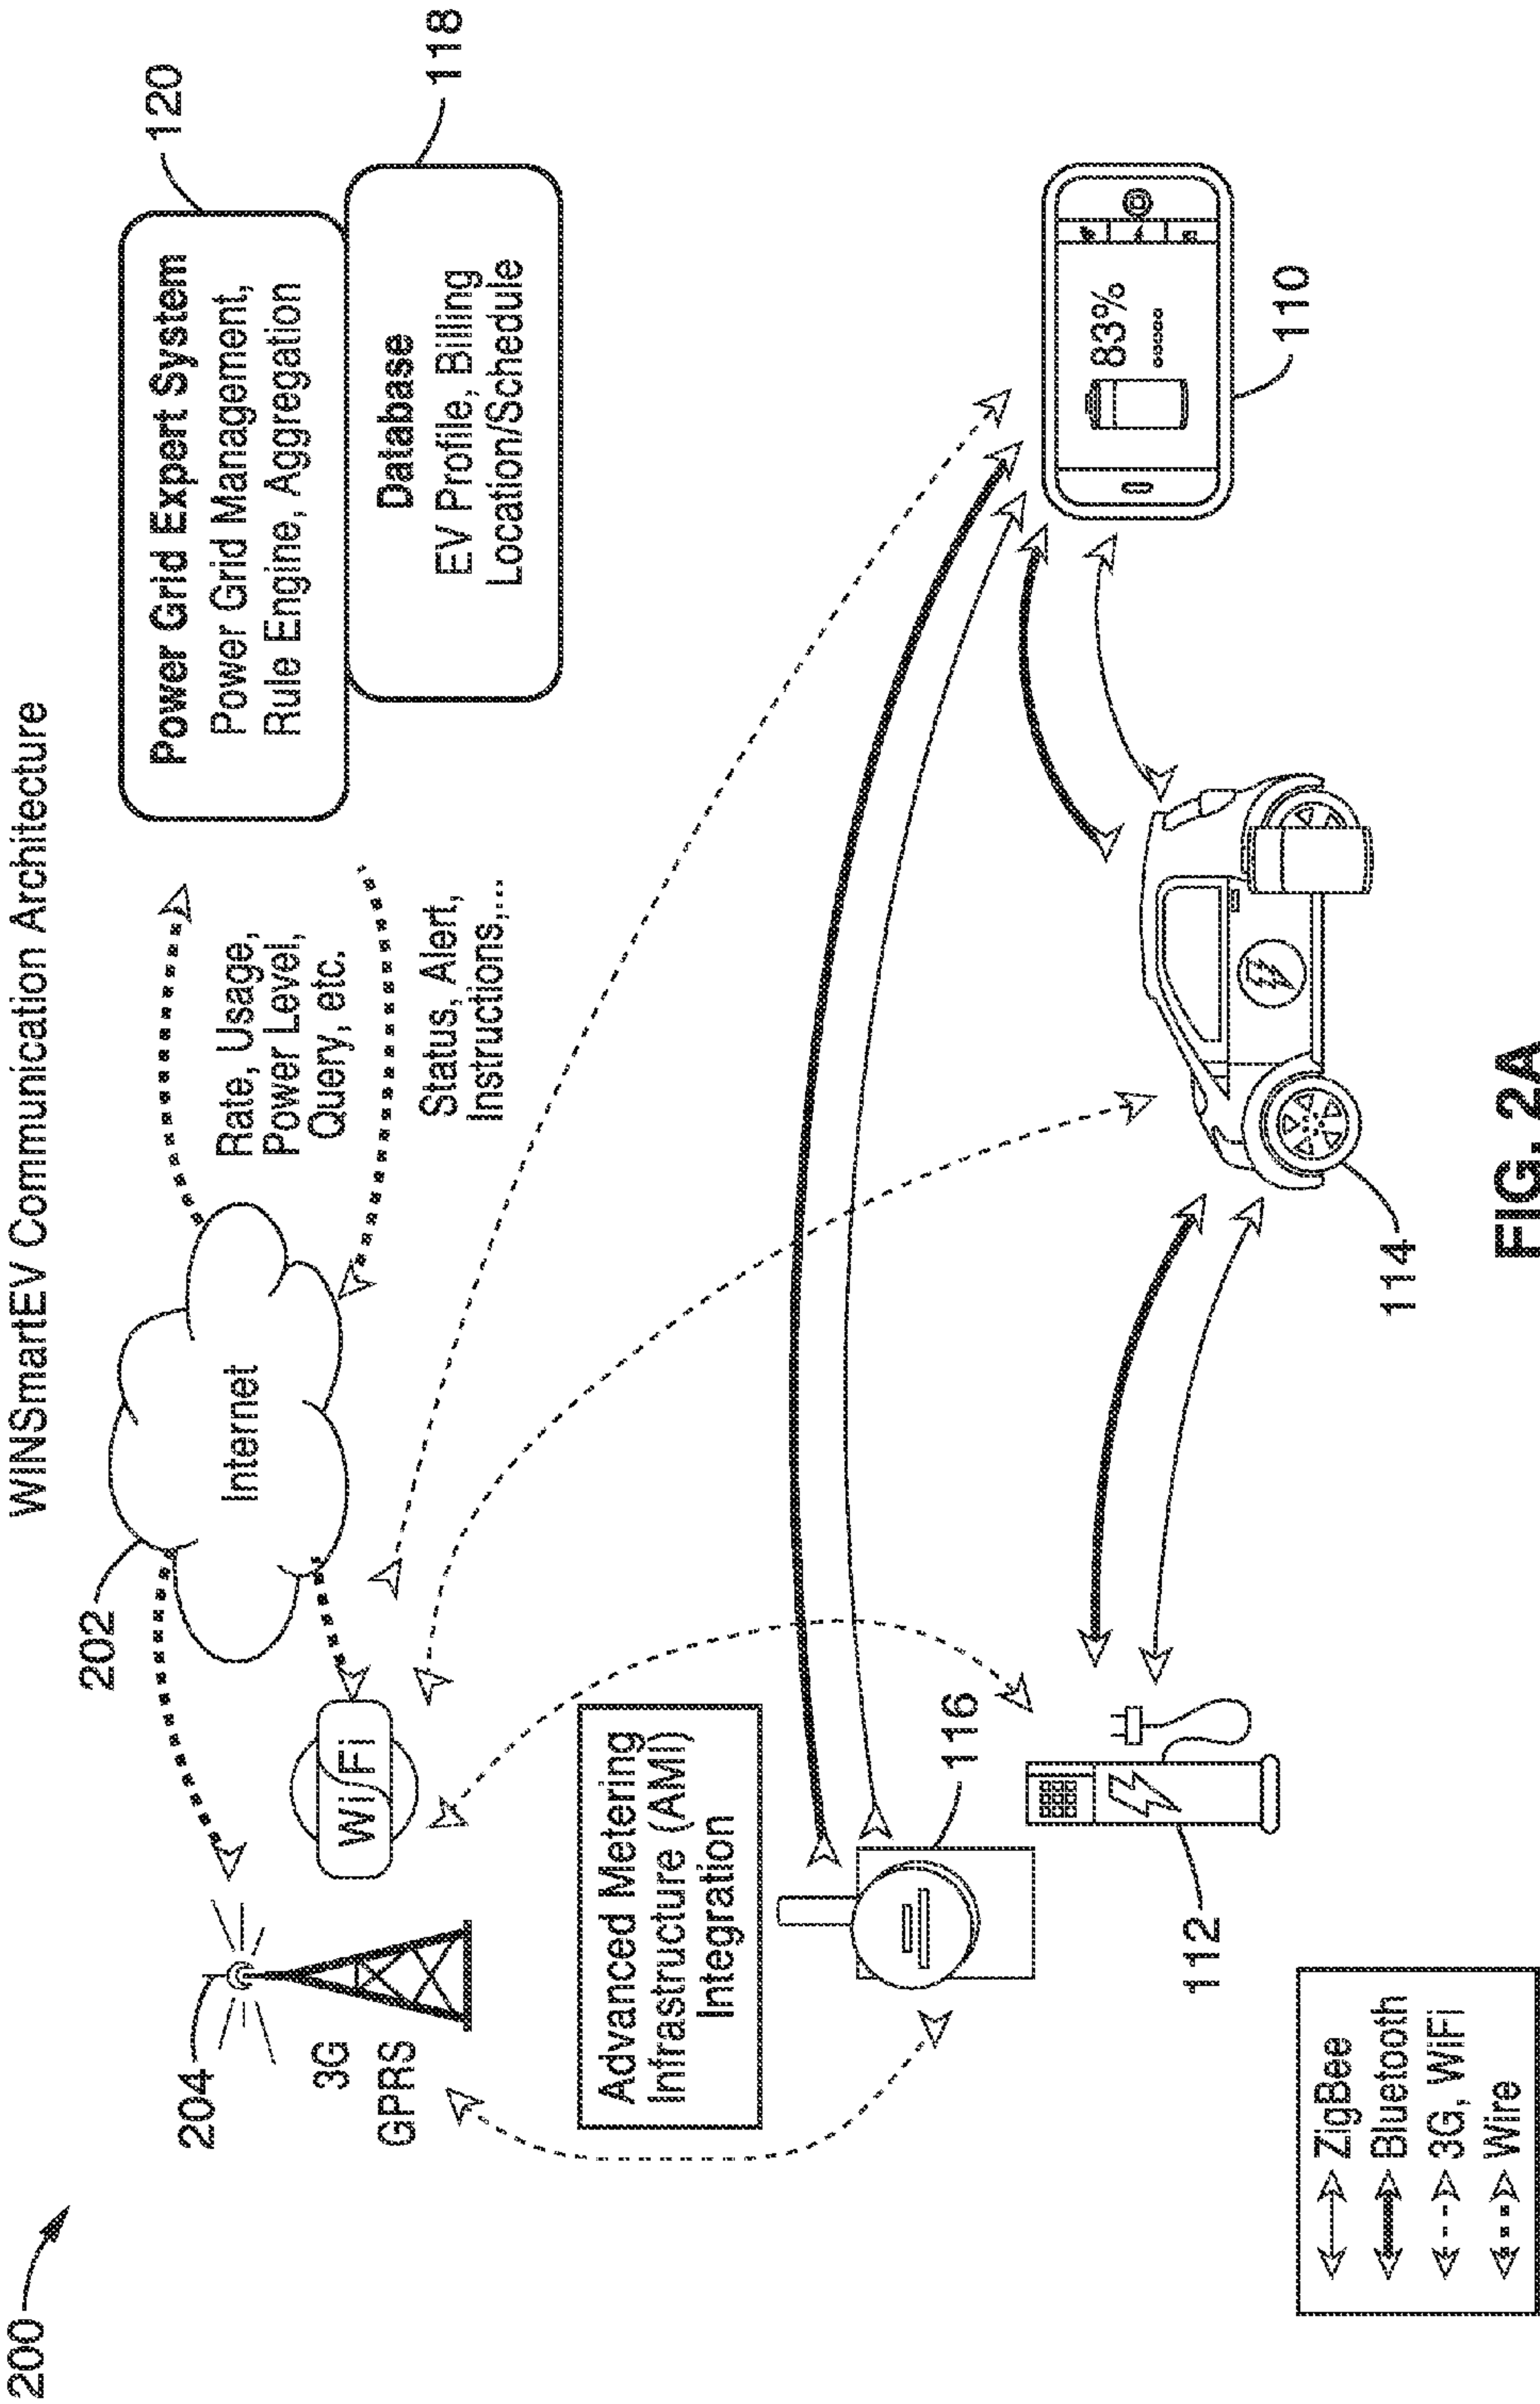 WINSmartEV Communication Architecture
200
204
3G
GPRS
WiFi
202
Internet
Rate, Usage,
Power Level,
Query, etc.
Status, Alert,
Instructions,...
120
Power Grid Expert System
Power Grid Management,
Rule Engine, Aggregation
118
Database
EV Profile, Billing
Location/Schedule
Advanced Metering
Infrastructure (AMI)
Integration
116
112
114
83%
110
ZigBee
Bluetooth
3G, WiFi
Wire
FIG. 2A